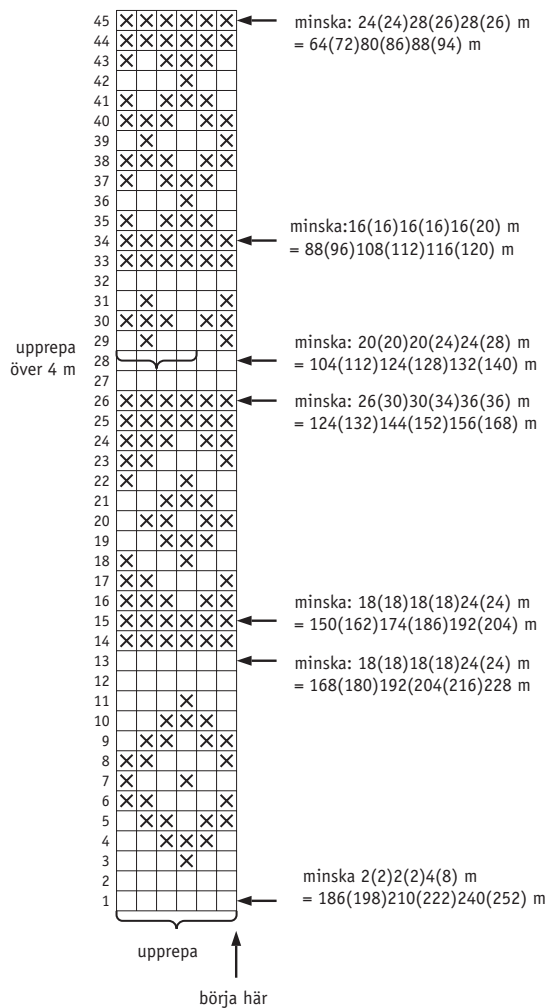 45
minska: 24(24)28(26)28(26) m
= 64(72)80(86)88(94) m
44
43
42
41
40
39
38
37
36
35
34
minska:16(16)16(16)16(20) m
= 88(96)108(112)116(120) m
33
32
31
30
29
upprepa
över 4 m
28
minska: 20(20)20(24)24(28) m
= 104(112)124(128)132(140) m
27
26
minska: 26(30)30(34)36(36) m
= 124(132)144(152)156(168) m
25
24
23
22
21
20
19
18
17
16
15
minska: 18(18)18(18)24(24) m
= 150(162)174(186)192(204) m
14
13
minska: 18(18)18(18)24(24) m
= 168(180)192(204(216)228 m
12
11
10
9
8
7
6
5
4
3
2
1
minska 2(2)2(2)4(8) m
= 186(198)210(222)240(252) m
upprepa
börja här